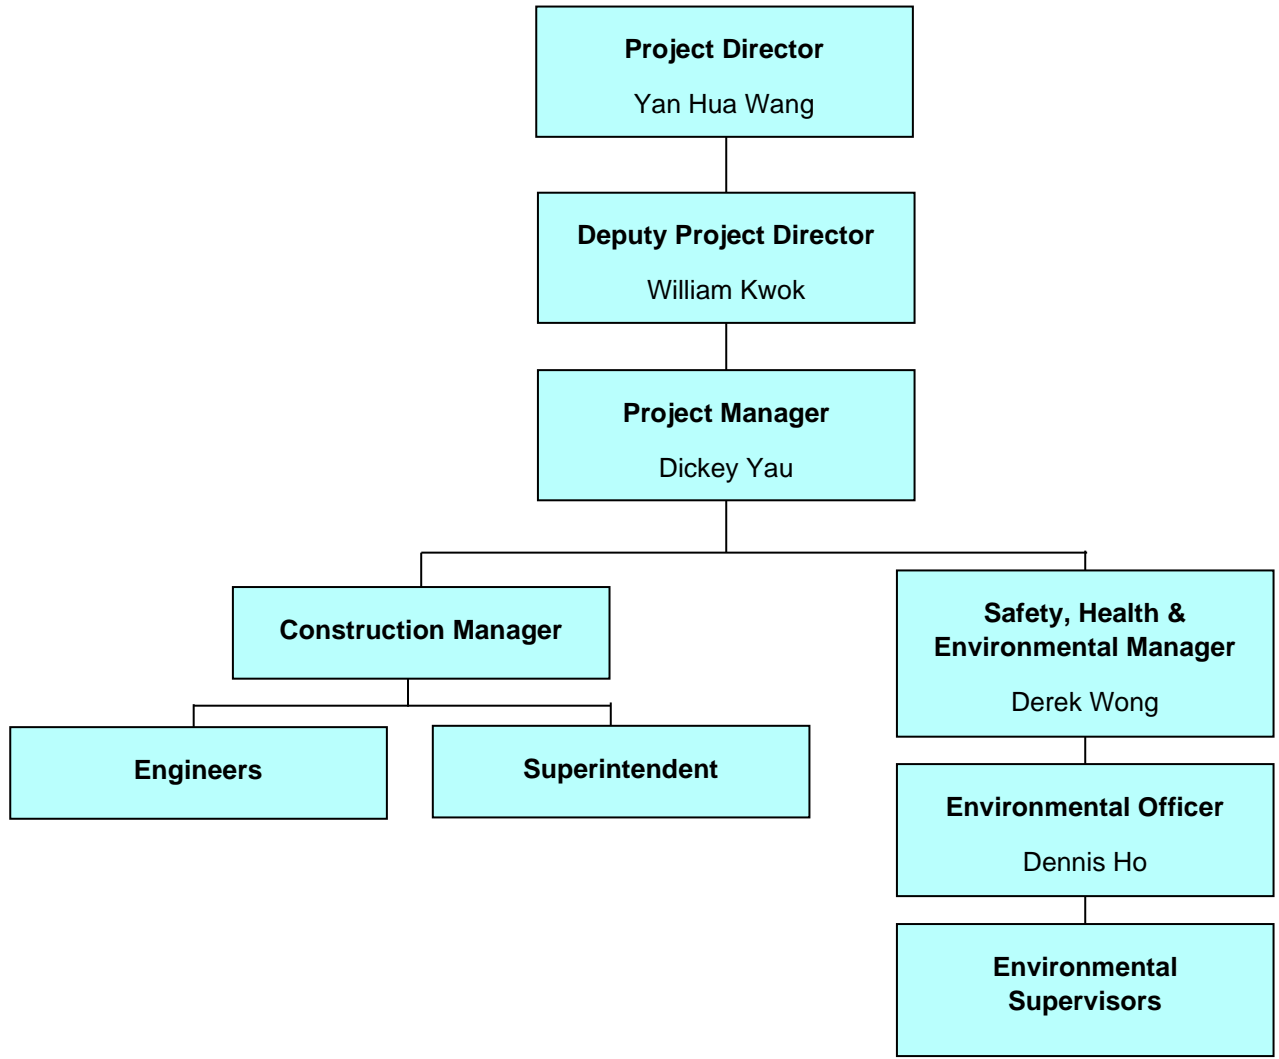 Project Director
Yan Hua Wang
Deputy Project Director
William Kwok
Project Manager
Dickey Yau
Construction Manager
Engineers
Superintendent
Safety, Health &
Environmental Manager
Derek Wong
Environmental Officer
Dennis Ho
Environmental
Supervisors